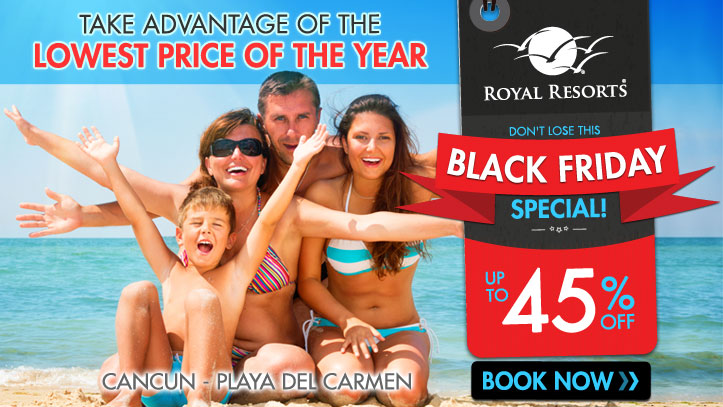 TAKE ADVANTAGE OF THE
LOWEST PRICE OF THE YEAR
ROYAL RESORTS®
DON'T LOSE THIS
BLACK FRIDAY
SPECIAL!
UP TO 45% OFF
CANCUN - PLAYA DEL CARMEN
BOOK NOW »